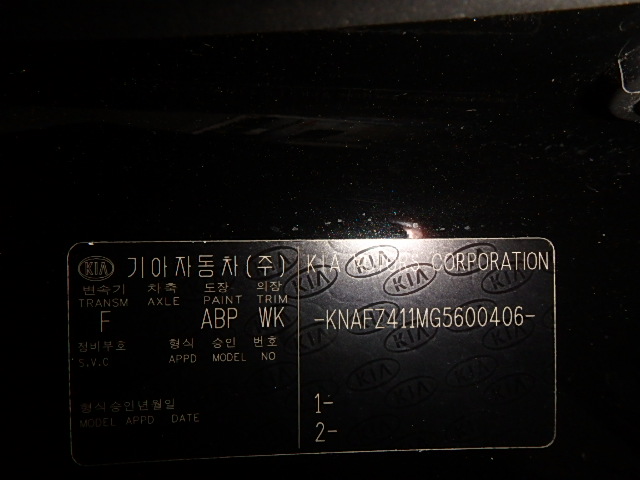 KIA 기아자동차(주)
변속기 차축 도장 의장
TRANSM AXLE PAINT TRIM
F ABP WK
정비부호 형식 승인 번호
S.V.C APPD MODEL NO
형식승인년월일
MODEL APPD DATE
KIA MOTORS CORPORATION
-KNAFZ411MG5600406-
1-
2-